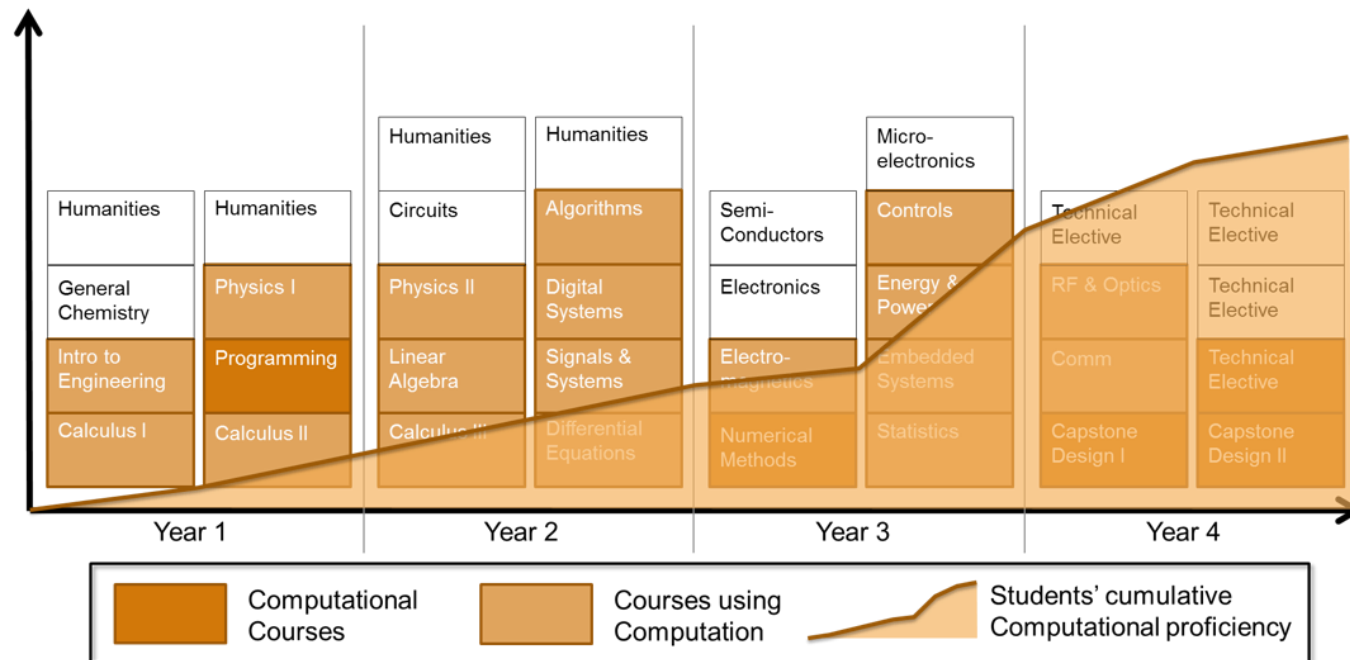 Humanities
General
Chemistry
Intro to
Engineering
Calculus I
Humanities
Physics I
Programming
Calculus II
Humanities
Circuits
Physics II
Linear
Algebra
Calculus III
Humanities
Algorithms
Digital
Systems
Signals &
Systems
Differential
Equations
Semi-
Conductors
Electronics
Electro-
magnetics
Numerical
Methods
Micro-
electronics
Controls
Energy &
Power
Embedded
Systems
Statistics
Technical
Elective
RF & Optics
Comm
Capstone
Design I
Technical
Elective
Technical
Elective
Technical
Elective
Capstone
Design II
Year 1
Year 2
Year 3
Year 4
Computational
Courses
Courses using
Computation
Students' cumulative
Computational proficiency